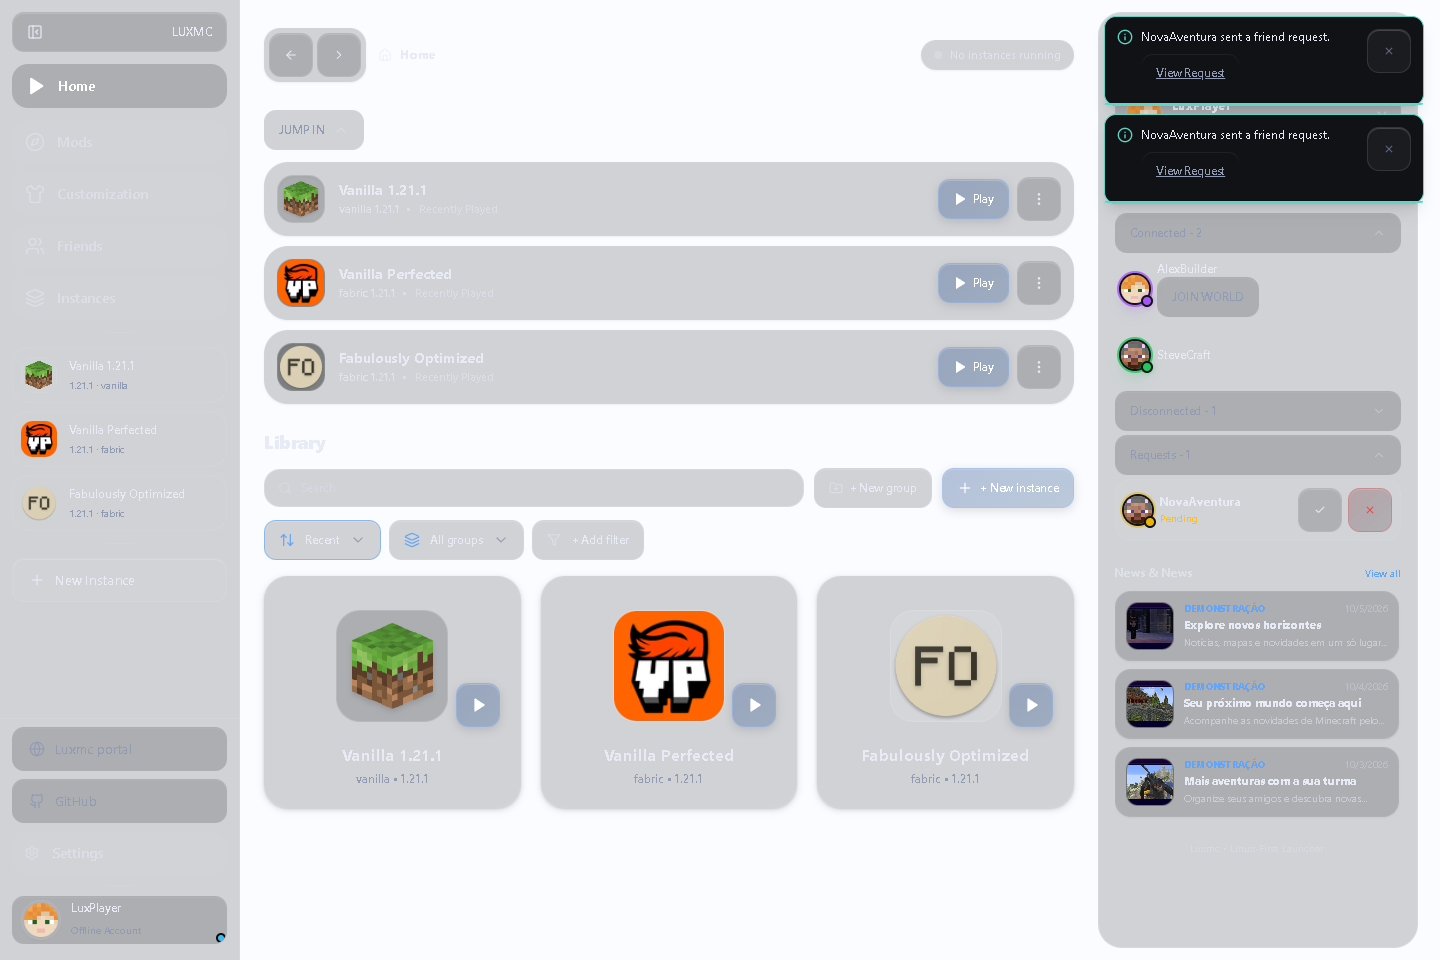 LUXMC
Home
Mods
Customization
Friends
Instances
Vanilla 1.21.1
1.21.1 · vanilla
Vanilla Perfected
1.21.1 · fabric
Fabulously Optimized
1.21.1 · fabric
New Instance
Luxmc portal
GitHub
Settings
LuxPlayer
Offline Account
Home
No instances running
JUMP IN
Vanilla 1.21.1
vanilla 1.21.1 • Recently Played
Play
Vanilla Perfected
fabric 1.21.1 • Recently Played
Play
Fabulously Optimized
fabric 1.21.1 • Recently Played
Play
Library
Search
+ New group
+ New instance
Recent
All groups
+ Add filter
Vanilla 1.21.1
vanilla • 1.21.1
Vanilla Perfected
fabric • 1.21.1
Fabulously Optimized
fabric • 1.21.1
NovaAventura sent a friend request.
View Request
LuxPlayer
NovaAventura sent a friend request.
View Request
Connected - 2
AlexBuilder
JOIN WORLD
SteveCraft
Disconnected - 1
Requests - 1
NovaAventura
Pending
News & News
View all
DEMONSTRAÇÃO
10/5/2026
Explore novos horizontes
Notícias, mapas e novidades em um só lugar...
DEMONSTRAÇÃO
10/4/2026
Seu próximo mundo começa aqui
Acompanhe as novidades de Minecraft pelo...
DEMONSTRAÇÃO
10/3/2026
Mais aventuras com a sua turma
Organize seus amigos e descubra novas...